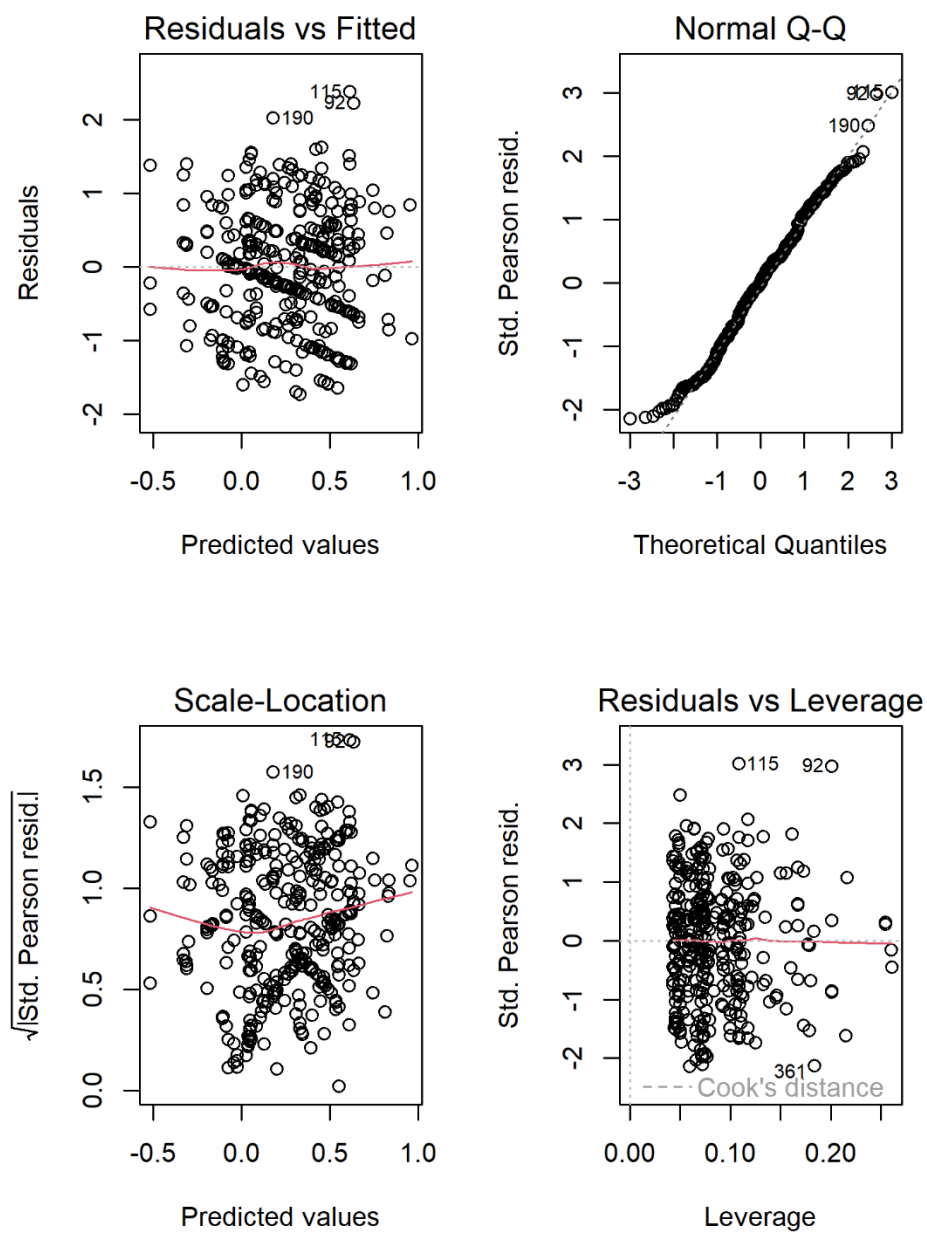 Residuals vs Fitted
Residuals
2
1
0
-1
-2
115
92
190
-0.5 0.0 0.5 1.0
Predicted values
Normal Q-Q
Std. Pearson resid.
3
2
1
0
-1
-2
92 115
190
-3 -1 0 1 2 3
Theoretical Quantiles
Scale-Location
√|Std. Pearson resid.|
1.5
1.0
0.5
0.0
115
92
190
-0.5 0.0 0.5 1.0
Predicted values
Residuals vs Leverage
Std. Pearson resid.
3
2
1
0
-1
-2
115
92
361
Cook's distance
0.00 0.10 0.20
Leverage